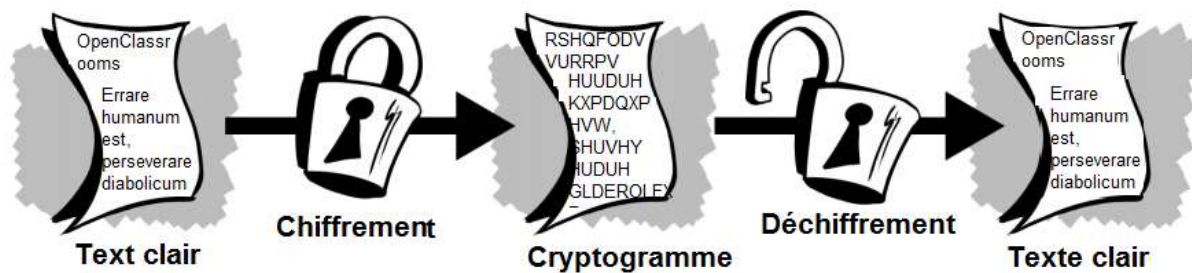 OpenClassr
ooms
Errare
humanum
est,
perseverare
diabolicum
Text clair
Chiffrement
RSHQFODV
VURRPV
HUUDUH
KXPDQXP
HVW,
SHUVHY
HUDUH
GLDEROLFX
Cryptogramme
Déchiffrement
OpenClassr
ooms
Errare
humanum
est,
perseverare
diabolicum
Texte clair